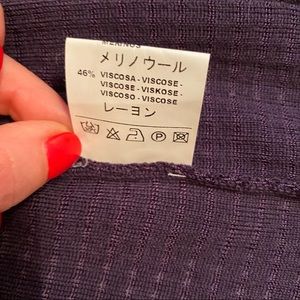 MERINOS
メリノウール
46% VISCOSA - VISCOSE -
VISCOSE - VISKOSE -
VISCOSO - VISCOSE
レーヨン
P